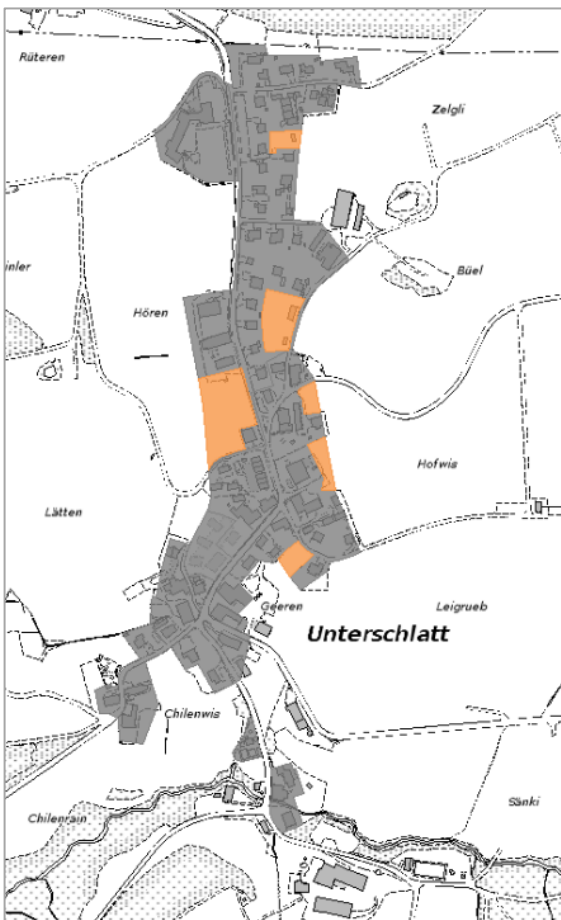 Rüteren
Zelgli
inler
Büel
Hören
Hofwis
Lätten
Geeren
Leigrueb
Unterschlatt
Chilenwis
Sänki
Chilenrain